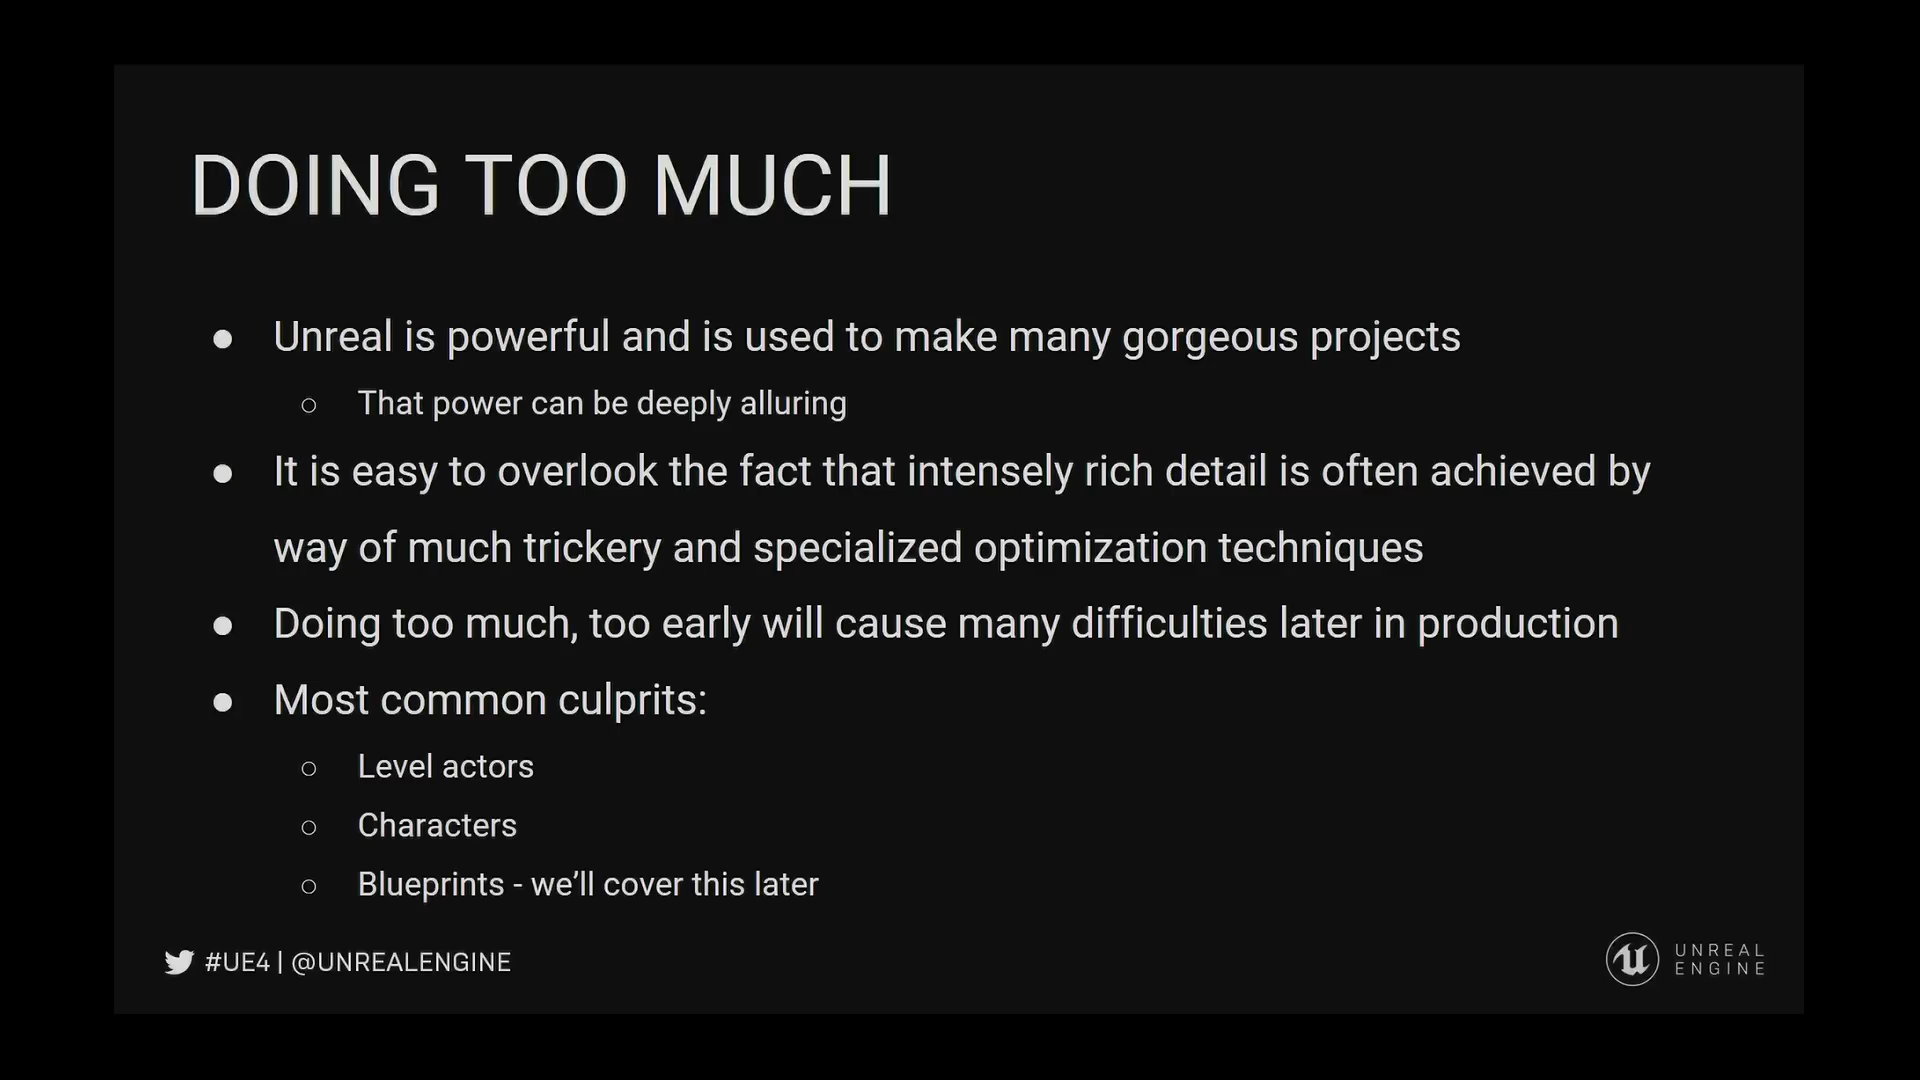 DOING TOO MUCH
● Unreal is powerful and is used to make many gorgeous projects
○ That power can be deeply alluring
● It is easy to overlook the fact that intensely rich detail is often achieved by
way of much trickery and specialized optimization techniques
● Doing too much, too early will cause many difficulties later in production
● Most common culprits:
○ Level actors
○ Characters
○ Blueprints - we’ll cover this later
#UE4 | @UNREALENGINE
UNREAL
ENGINE